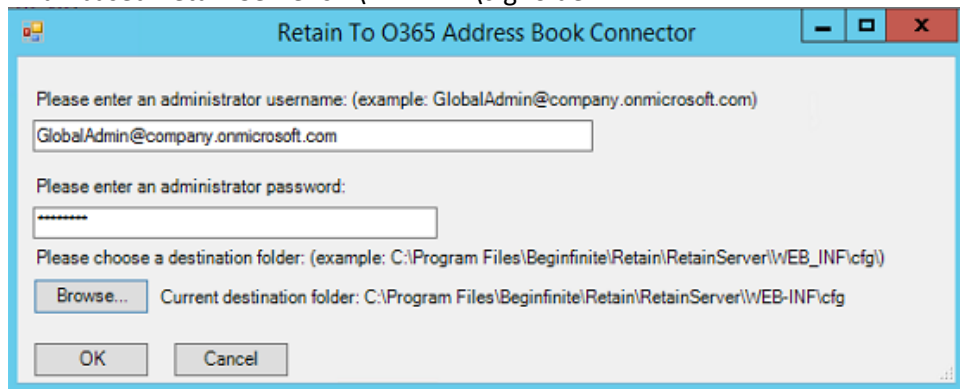 Retain To O365 Address Book Connector
Please enter an administrator username: (example: GlobalAdmin@company.onmicrosoft.com)
GlobalAdmin@company.onmicrosoft.com
Please enter an administrator password:
********
Please choose a destination folder: (example: C:\Program Files\Beginfinite\Retain\RetainServer\WEB_INF\cfg\)
Browse... Current destination folder: C:\Program Files\Beginfinite\Retain\RetainServer\WEB-INF\cfg
OK Cancel